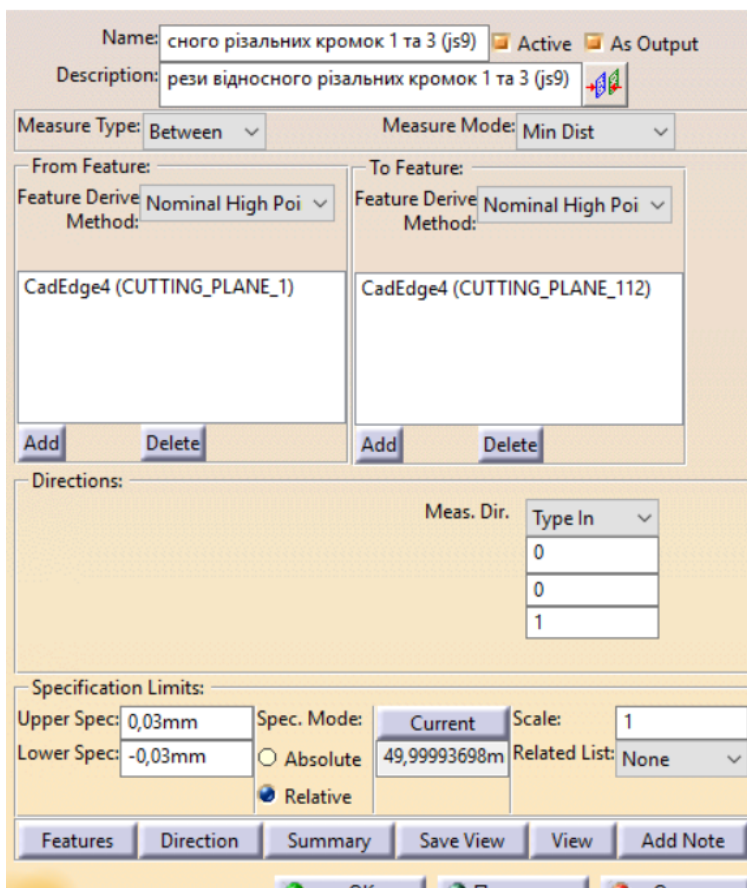 Name: сного різальних кромок 1 та 3 (js9) Active As Output
Description: рези відносного різальних кромок 1 та 3 (js9)
Measure Type: Between Measure Mode: Min Dist
From Feature: To Feature:
Feature Derive Method: Nominal High Poi Feature Derive Method: Nominal High Poi
CadEdge4 (CUTTING_PLANE_1) CadEdge4 (CUTTING_PLANE_112)
Add Delete Add Delete
Directions:
Meas. Dir. Type In
0
0
1
Specification Limits:
Upper Spec: 0,03mm Spec. Mode: Current Scale: 1
Lower Spec: -0,03mm Absolute 49,99993698m Related List: None
Relative
Features Direction Summary Save View View Add Note